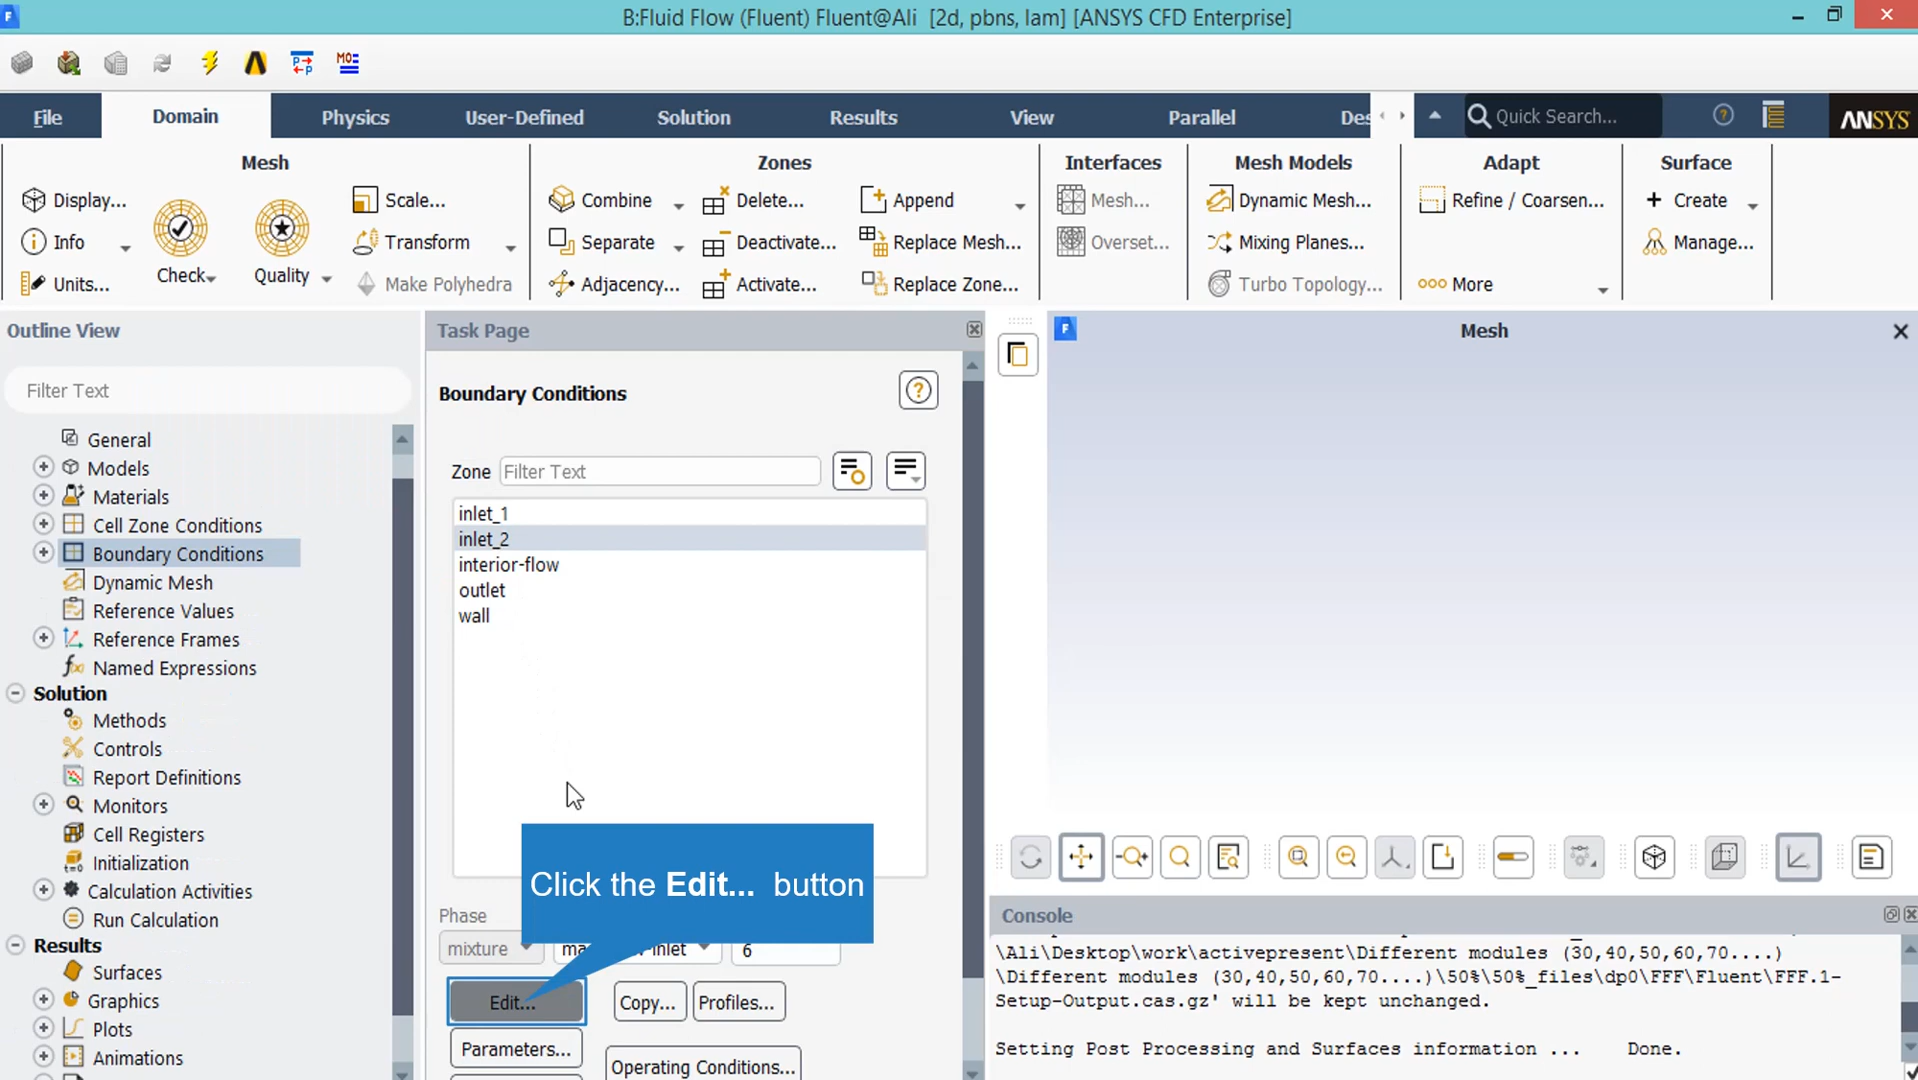 B:Fluid Flow (Fluent) Fluent@Ali [2d, pbns, lam] [ANSYS CFD Enterprise]
File Domain Physics User-Defined Solution Results View Parallel Des Quick Search... ANSYS
Mesh
Display...
Info
Units...
Check
Quality
Scale...
Transform
Make Polyhedra
Zones
Combine
Separate
Adjacency...
Delete...
Deactivate...
Activate...
Append
Replace Mesh...
Replace Zone...
Interfaces
Mesh...
Overset...
Mesh Models
Dynamic Mesh...
Mixing Planes...
Turbo Topology...
Adapt
Refine / Coarsen...
More
Surface
Create
Manage...
Outline View
Filter Text
General
Models
Materials
Cell Zone Conditions
Boundary Conditions
Dynamic Mesh
Reference Values
Reference Frames
Named Expressions
Solution
Methods
Controls
Report Definitions
Monitors
Cell Registers
Initialization
Calculation Activities
Run Calculation
Results
Surfaces
Graphics
Plots
Animations
Task Page
Boundary Conditions
Zone Filter Text
inlet_1
inlet_2
interior-flow
outlet
wall
Click the Edit... button
Phase
mixture
6
Edit... Copy... Profiles...
Parameters... Operating Conditions...
Mesh
Console
\Ali\Desktop\work\activepresent\Different modules (30,40,50,60,70....)
\Different modules (30,40,50,60,70....)\50%\50%_files\dp0\FFF\Fluent\FFF.1-
Setup-Output.cas.gz' will be kept unchanged.
Setting Post Processing and Surfaces information ... Done.